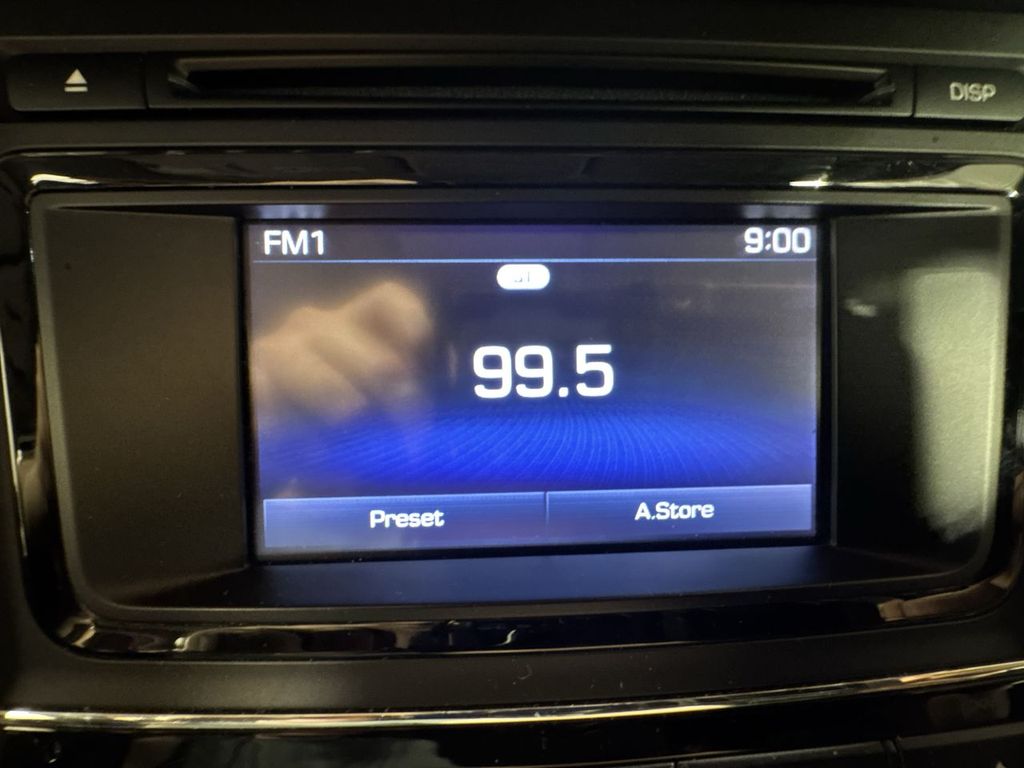 DISP
FM1 9:00
99.5
Preset A.Store